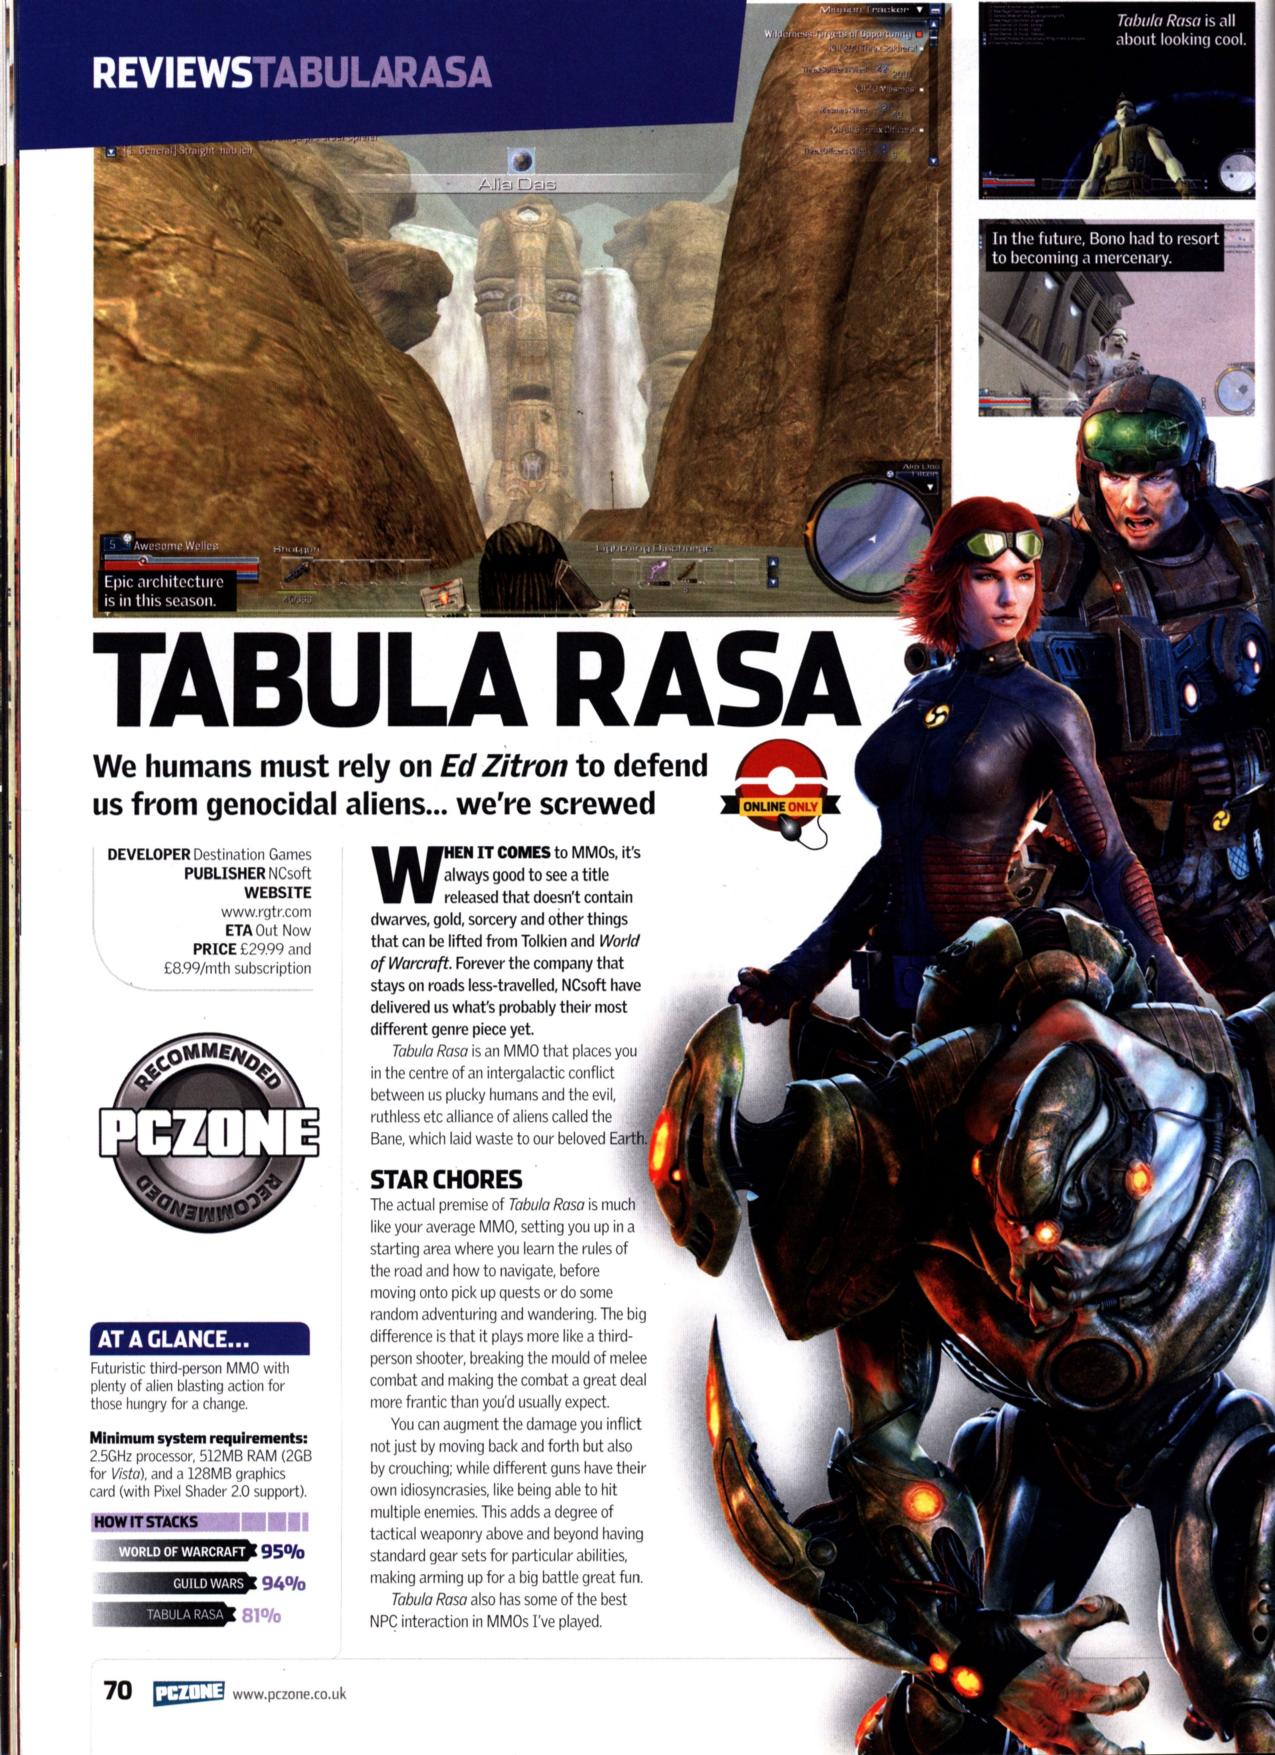 REVIEWSTABULARASA
Mission Tracker
Wilderness Targets of Opportunity
[1. General] Straight
Alia Das
Tabula Rasa is all
about looking cool.
In the future, Bono had to resort
to becoming a mercenary.
5 Awesome Welles
Shotgun
Lightning Discharge
Epic architecture
is in this season.
TABULA RASA
We humans must rely on Ed Zitron to defend
us from genocidal aliens... we're screwed
ONLINE ONLY
DEVELOPER Destination Games
PUBLISHER NCsoft
WEBSITE
www.rgtr.com
ETA Out Now
PRICE £29.99 and
£8.99/mth subscription
RECOMMENDED
PCZONE
RECOMMENDED
AT A GLANCE...
Futuristic third-person MMO with
plenty of alien blasting action for
those hungry for a change.
Minimum system requirements:
2.5GHz processor, 512MB RAM (2GB
for Vista), and a 128MB graphics
card (with Pixel Shader 2.0 support).
HOW IT STACKS
WORLD OF WARCRAFT 95%
GUILD WARS 94%
TABULA RASA 81%
WHEN IT COMES to MMOs, it's
always good to see a title
released that doesn't contain
dwarves, gold, sorcery and other things
that can be lifted from Tolkien and World
of Warcraft. Forever the company that
stays on roads less-travelled, NCsoft have
delivered us what's probably their most
different genre piece yet.
Tabula Rasa is an MMO that places you
in the centre of an intergalactic conflict
between us plucky humans and the evil,
ruthless etc alliance of aliens called the
Bane, which laid waste to our beloved Earth.
STAR CHORES
The actual premise of Tabula Rasa is much
like your average MMO, setting you up in a
starting area where you learn the rules of
the road and how to navigate, before
moving onto pick up quests or do some
random adventuring and wandering. The big
difference is that it plays more like a third-
person shooter, breaking the mould of melee
combat and making the combat a great deal
more frantic than you'd usually expect.
You can augment the damage you inflict
not just by moving back and forth but also
by crouching; while different guns have their
own idiosyncrasies, like being able to hit
multiple enemies. This adds a degree of
tactical weaponry above and beyond having
standard gear sets for particular abilities,
making arming up for a big battle great fun.
Tabula Rasa also has some of the best
NPC interaction in MMOs I've played.
70 PCZONE www.pczone.co.uk